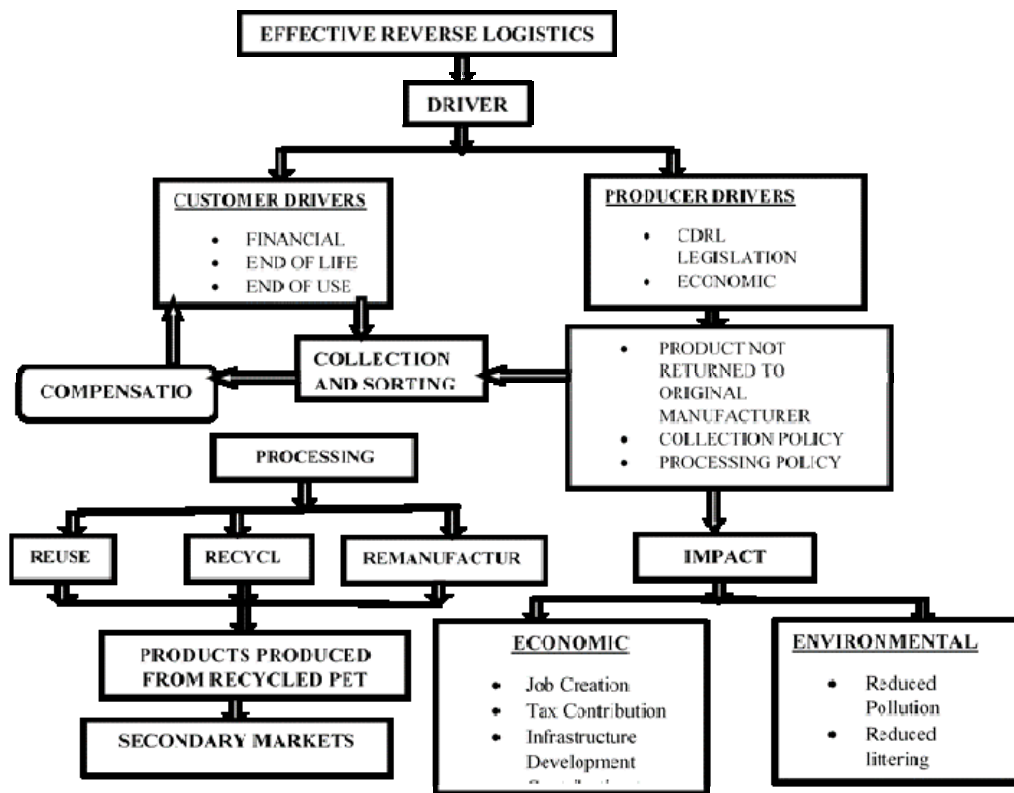 EFFECTIVE REVERSE LOGISTICS
DRIVER
CUSTOMER DRIVERS
• FINANCIAL
• END OF LIFE
• END OF USE
PRODUCER DRIVERS
• CDRL
LEGISLATION
• ECONOMIC
COLLECTION
AND SORTING
COMPENSATIO
• PRODUCT NOT
RETURNED TO
ORIGINAL
MANUFACTURER
• COLLECTION POLICY
• PROCESSING POLICY
PROCESSING
REUSE
RECYCL
REMANUFACTUR
IMPACT
PRODUCTS PRODUCED
FROM RECYCLED PET
SECONDARY MARKETS
ECONOMIC
• Job Creation
• Tax Contribution
• Infrastructure
Development
ENVIRONMENTAL
• Reduced
Pollution
• Reduced
littering